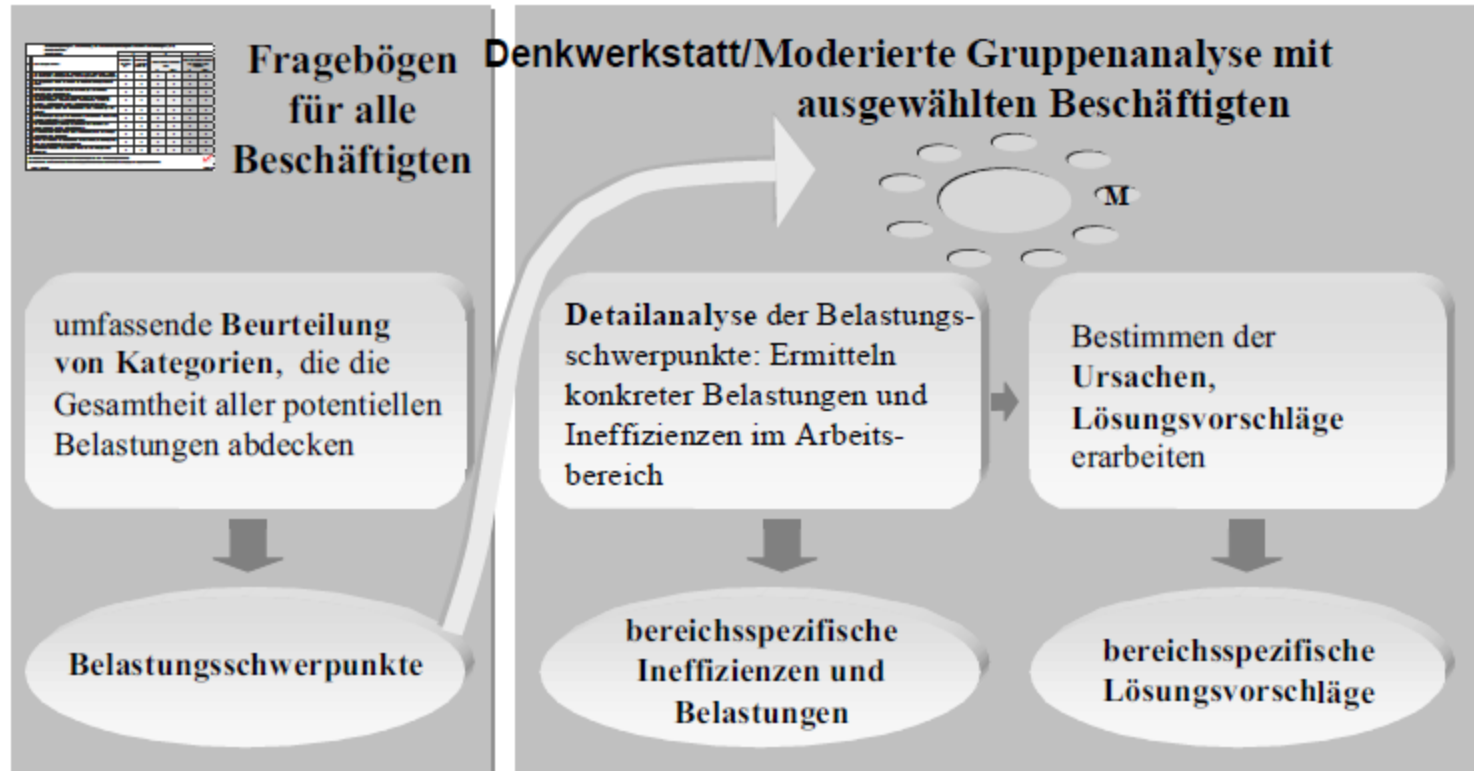 Fragebögen
für alle
Beschäftigten
Denkwerkstatt/Moderierte Gruppenanalyse mit
ausgewählten Beschäftigten
M
umfassende Beurteilung
von Kategorien, die die
Gesamtheit aller potentiellen
Belastungen abdecken
Belastungsschwerpunkte
Detailanalyse der Belastungs-
schwerpunkte: Ermitteln
konkreter Belastungen und
Ineffizienzen im Arbeits-
bereich
bereichsspezifische
Ineffizienzen und
Belastungen
Bestimmen der
Ursachen,
Lösungsvorschläge
erarbeiten
bereichsspezifische
Lösungsvorschläge